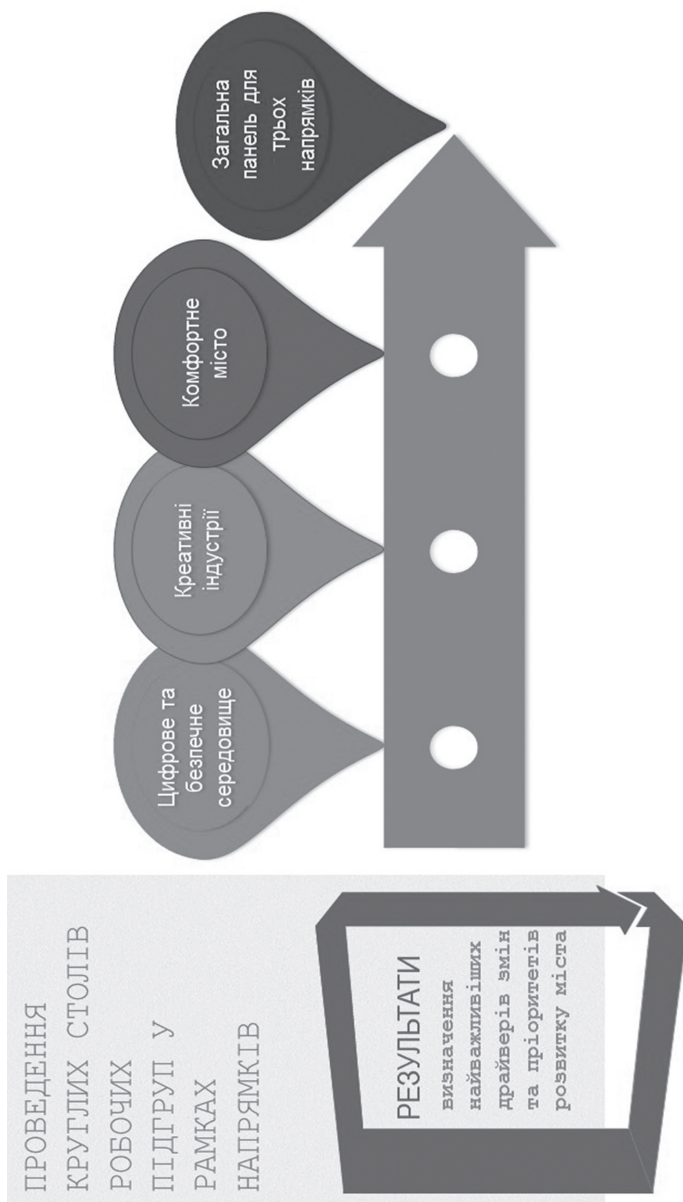 ПРОВЕДЕННЯ
КРУГЛИХ СТОЛІВ
РОБОЧИХ
ПІДГРУП У
РАМКАХ
НАПРЯМКІВ
РЕЗУЛЬТАТИ
визначення
найважливіших
драйверів змін
та пріоритетів
розвитку міста
Цифрове та
безпечне
середовище
Креативні
індустрії
Комфортне
місто
Загальна
панель для
трьох
напрямків